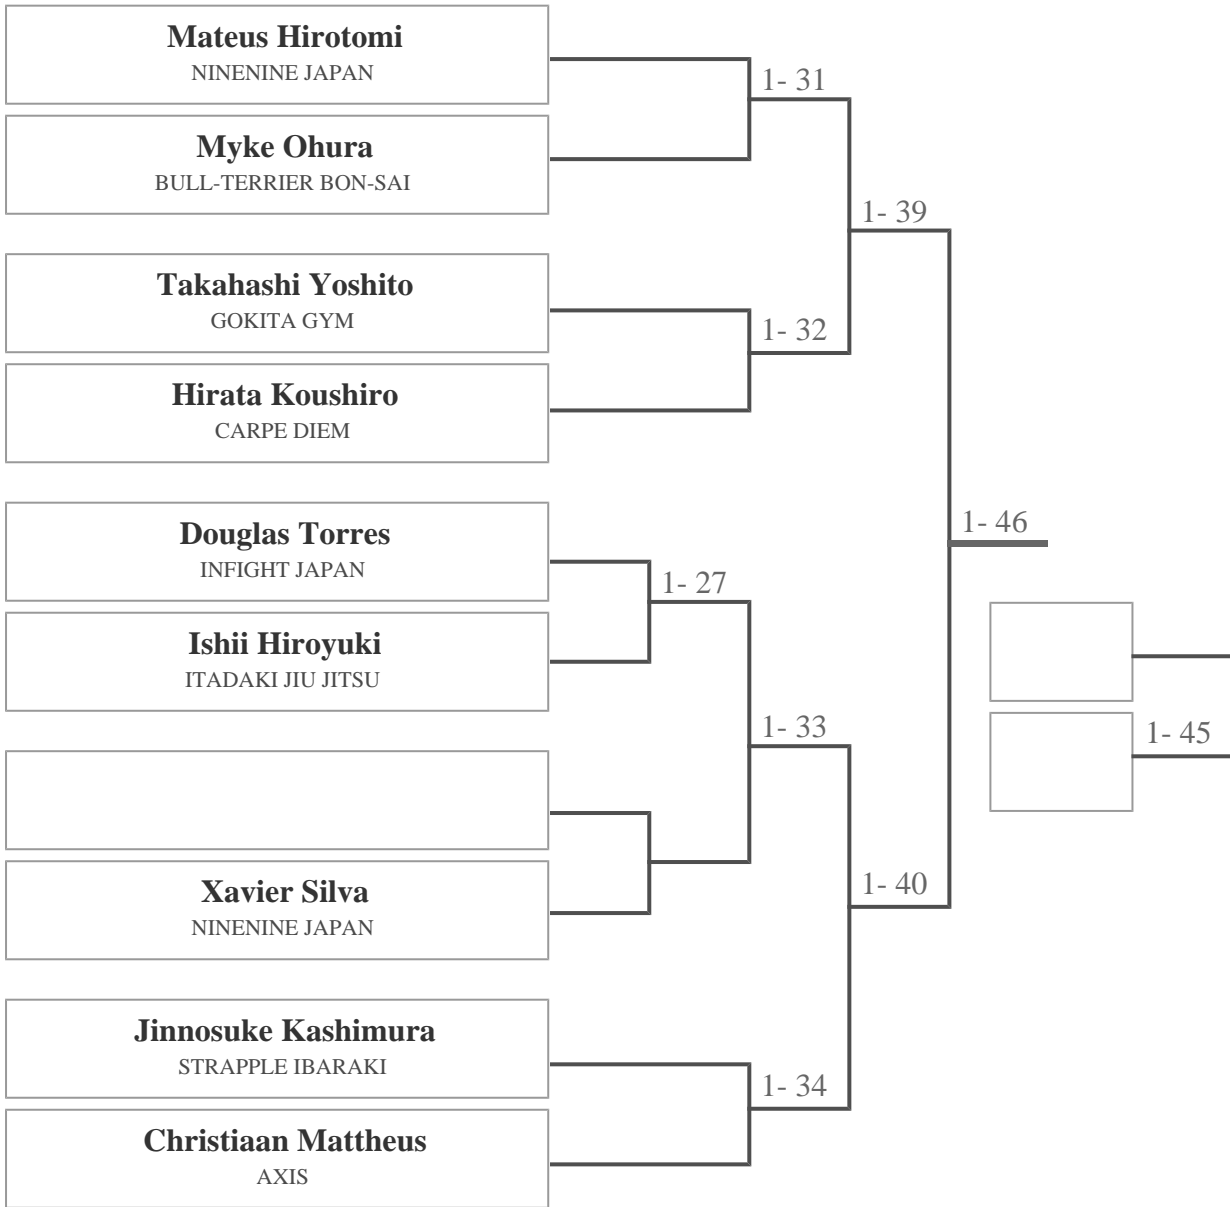 Mateus Hirotomi
NINENINE JAPAN
1- 31
Myke Ohura
BULL-TERRIER BON-SAI
1- 39
Takahashi Yoshito
GOKITA GYM
1- 32
Hirata Koushiro
CARPE DIEM
Douglas Torres
INFIGHT JAPAN
1- 46
1- 27
Ishii Hiroyuki
ITADAKI JIU JITSU
1- 33
1- 45
Xavier Silva
NINENINE JAPAN
1- 40
Jinnosuke Kashimura
STRAPPLE IBARAKI
1- 34
Christiaan Mattheus
AXIS